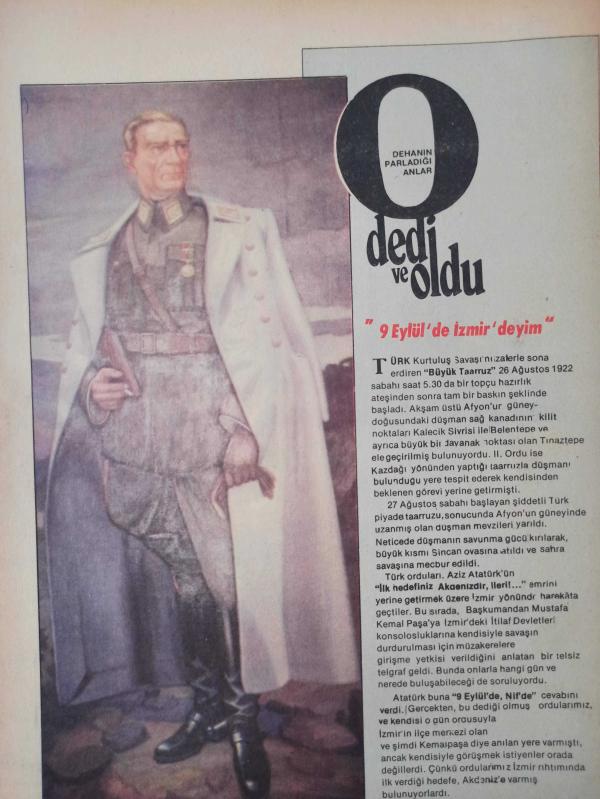 O
DEHANIN
PARLADIĞI
ANLAR
dedi
ve oldu
" 9 Eylül'de İzmir'deyim "
TÜRK Kurtuluş Savaşı'nı zaferle sona
erdiren "Büyük Taarruz" 26 Ağustos 1922
sabahı saat 5.30 da bir topçu hazırlık
ateşinden sonra tam bir baskın şeklinde
başladı. Akşam üstü Afyon'ur güney-
doğusundaki düşman sağ kanadının kilit
noktaları Kalecik Sivrisi ile Belentepe ve
ayrıca büyük bir davanak noktası olan Tınaztepe
ele geçirilmiş bulunuyordu. II. Ordu ise
Kazdağı yönünden yaptığı taarruzla düşmanı
bulunduğu yere tespit ederek kendisinden
beklenen görevi yerine getirmişti.
27 Ağustos sabahı başlayan şiddetli Türk
piyade taarruzu, sonucunda Afyon'un güneyinde
uzanmış olan düşman mevzileri yarıldı.
Neticede düşmanın savunma gücü kırılarak,
büyük kısmı Sincan ovasına atıldı ve sahra
savaşına mecbur edildi.
Türk orduları. Aziz Atatürk'ün
"İlk hedefiniz Akdenizdir, İleri!..." emrini
yerine getirmek üzere İzmir yönünde harekâta
geçtiler. Bu sırada, Başkumandan Mustafa
Kemal Paşa'ya İzmir'deki İtilaf Devletleri
konsolosluklarına kendisiyle savaşın
durdurulması için müzakerelere
girişme yetkisi verildiğini anlatan bir telsiz
telgraf geldi. Bunda onlarla hangi gün ve
nerede buluşabileceği de soruluyordu.
Atatürk buna "9 Eylül'de, Nif'de" cevabını
verdi. Gerçekten, bu dediği olmuş ordularımız,
ve kendisi o gün orousuyla
İzmir'in ilçe merkezi olan
ve şimdi Kemalpaşa diye anılan yere varmıştı,
ancak kendisiyle görüşmek istiyenler orada
değillerdi. Çünkü ordularımız İzmir rıhtımında
ilk verdiği hedefe, Akdeniz'e varmış
bulunuyorlardı.